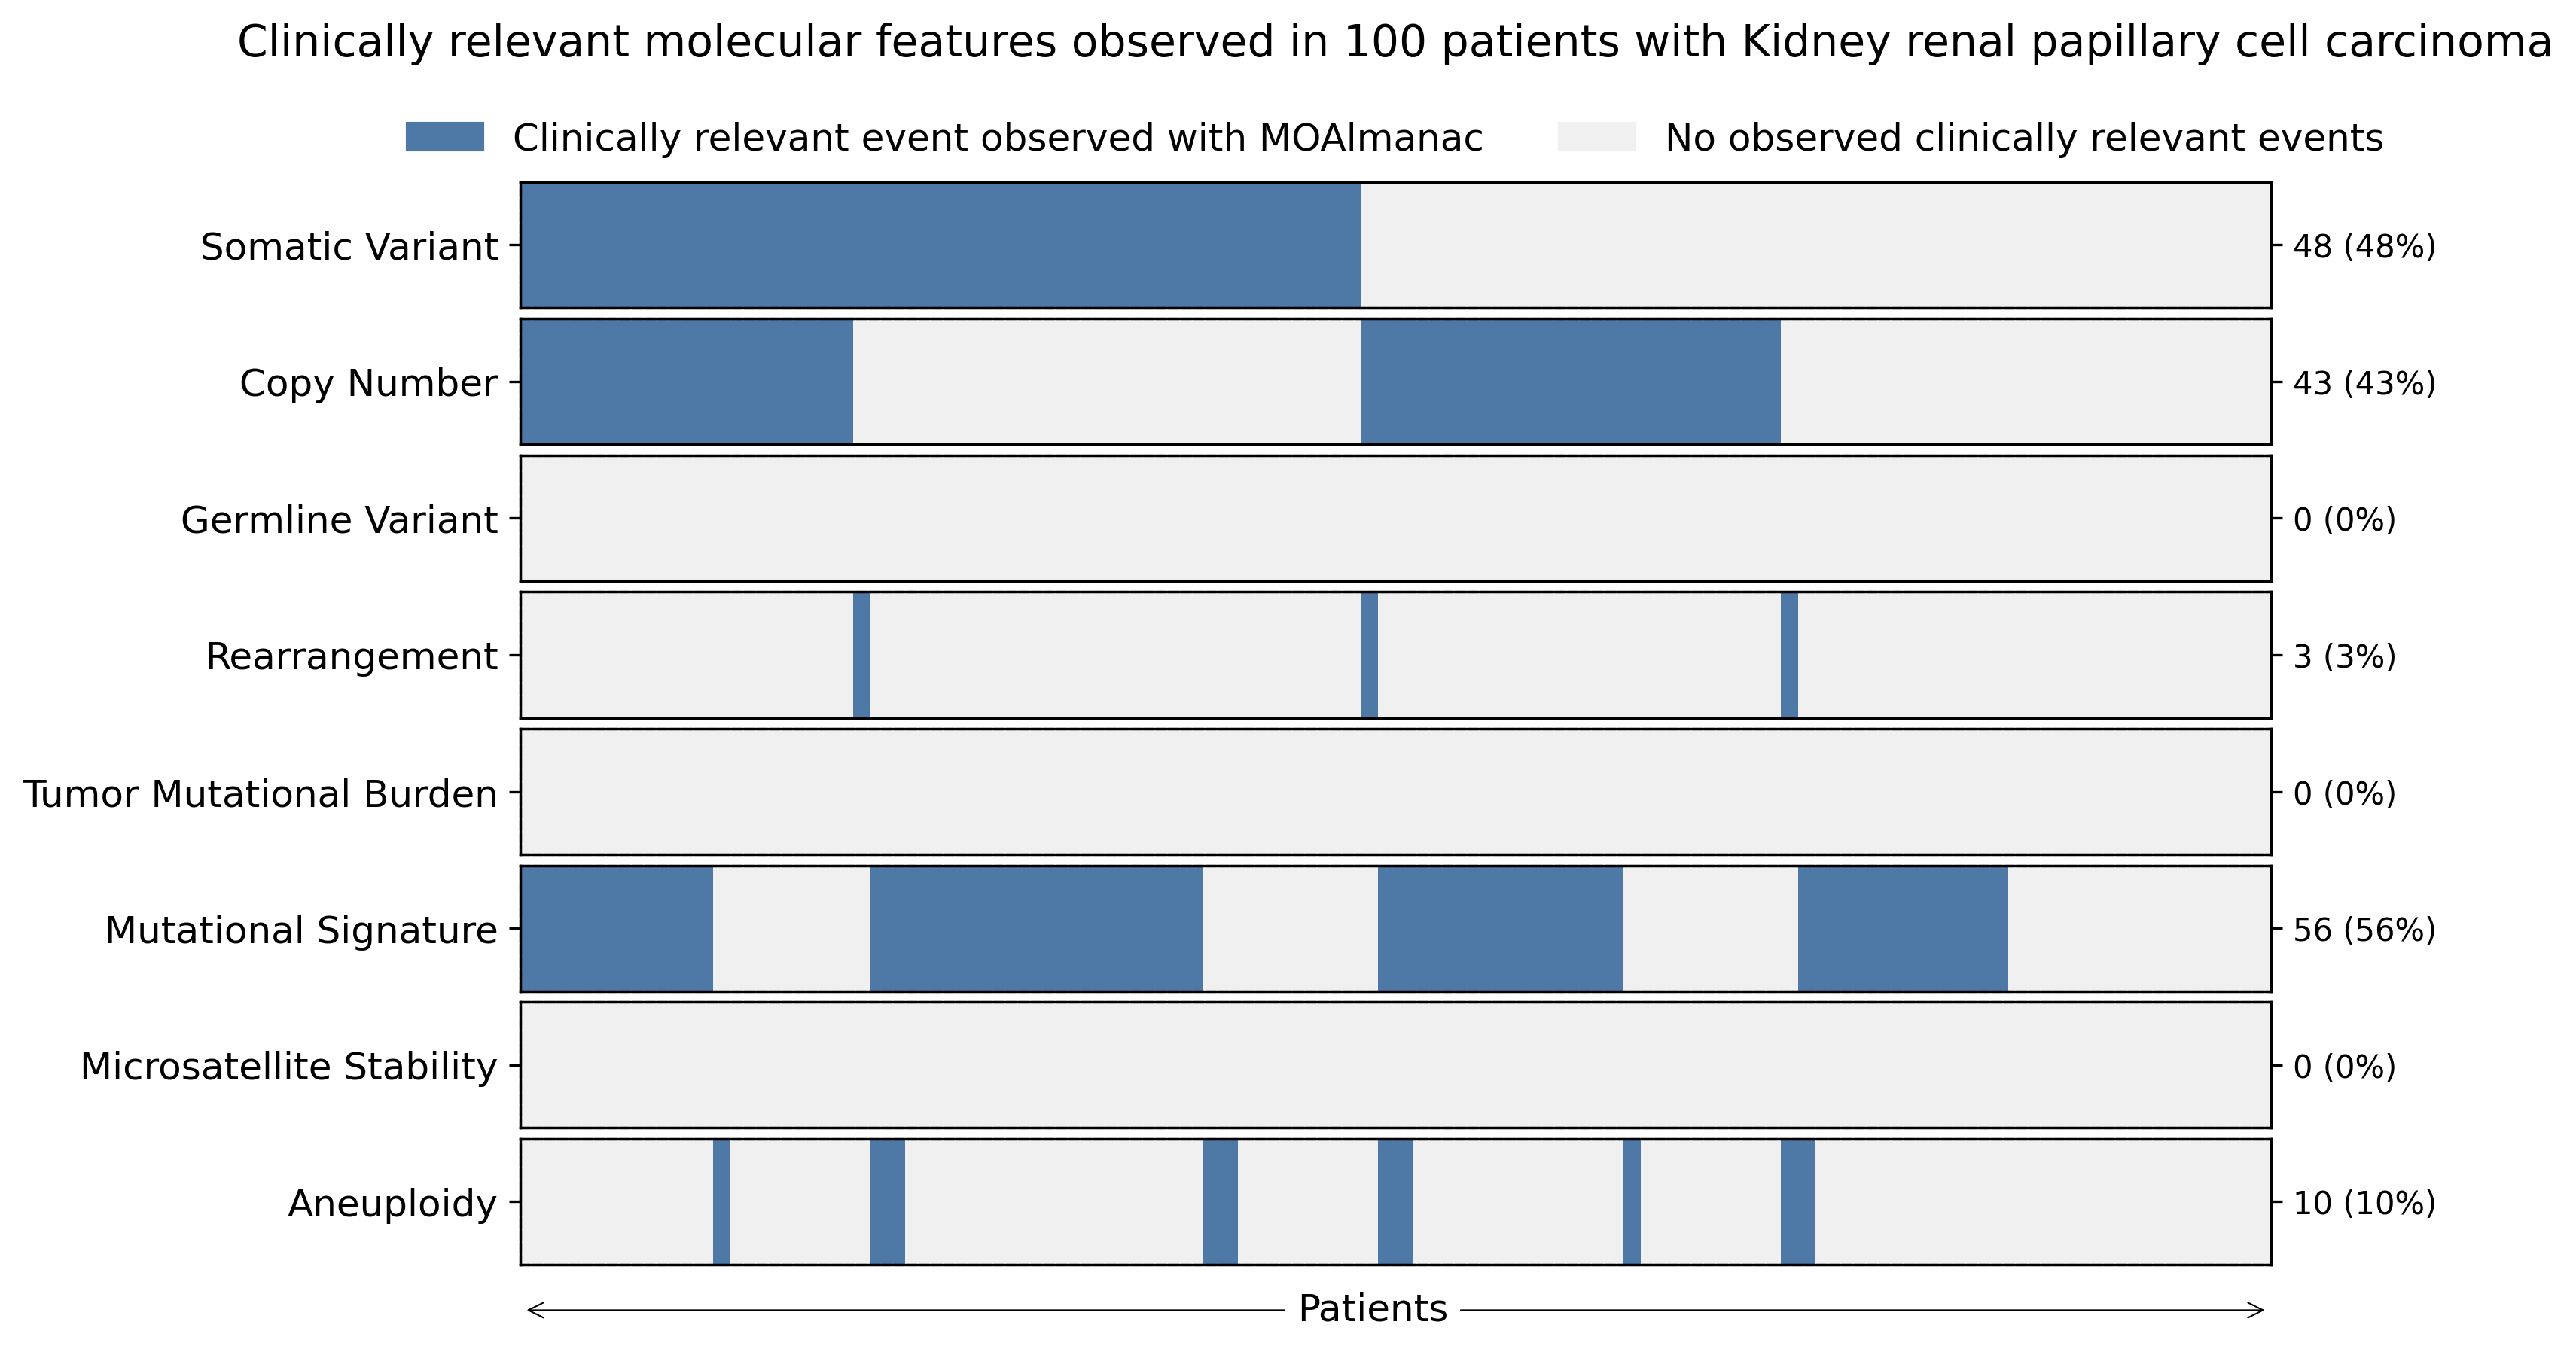 Clinically relevant molecular features observed in 100 patients with Kidney renal papillary cell carcinoma
Clinically relevant event observed with MOAlmanac
No observed clinically relevant events
Somatic Variant
48 (48%)
Copy Number
43 (43%)
Germline Variant
0 (0%)
Rearrangement
3 (3%)
Tumor Mutational Burden
0 (0%)
Mutational Signature
56 (56%)
Microsatellite Stability
0 (0%)
Aneuploidy
10 (10%)
Patients